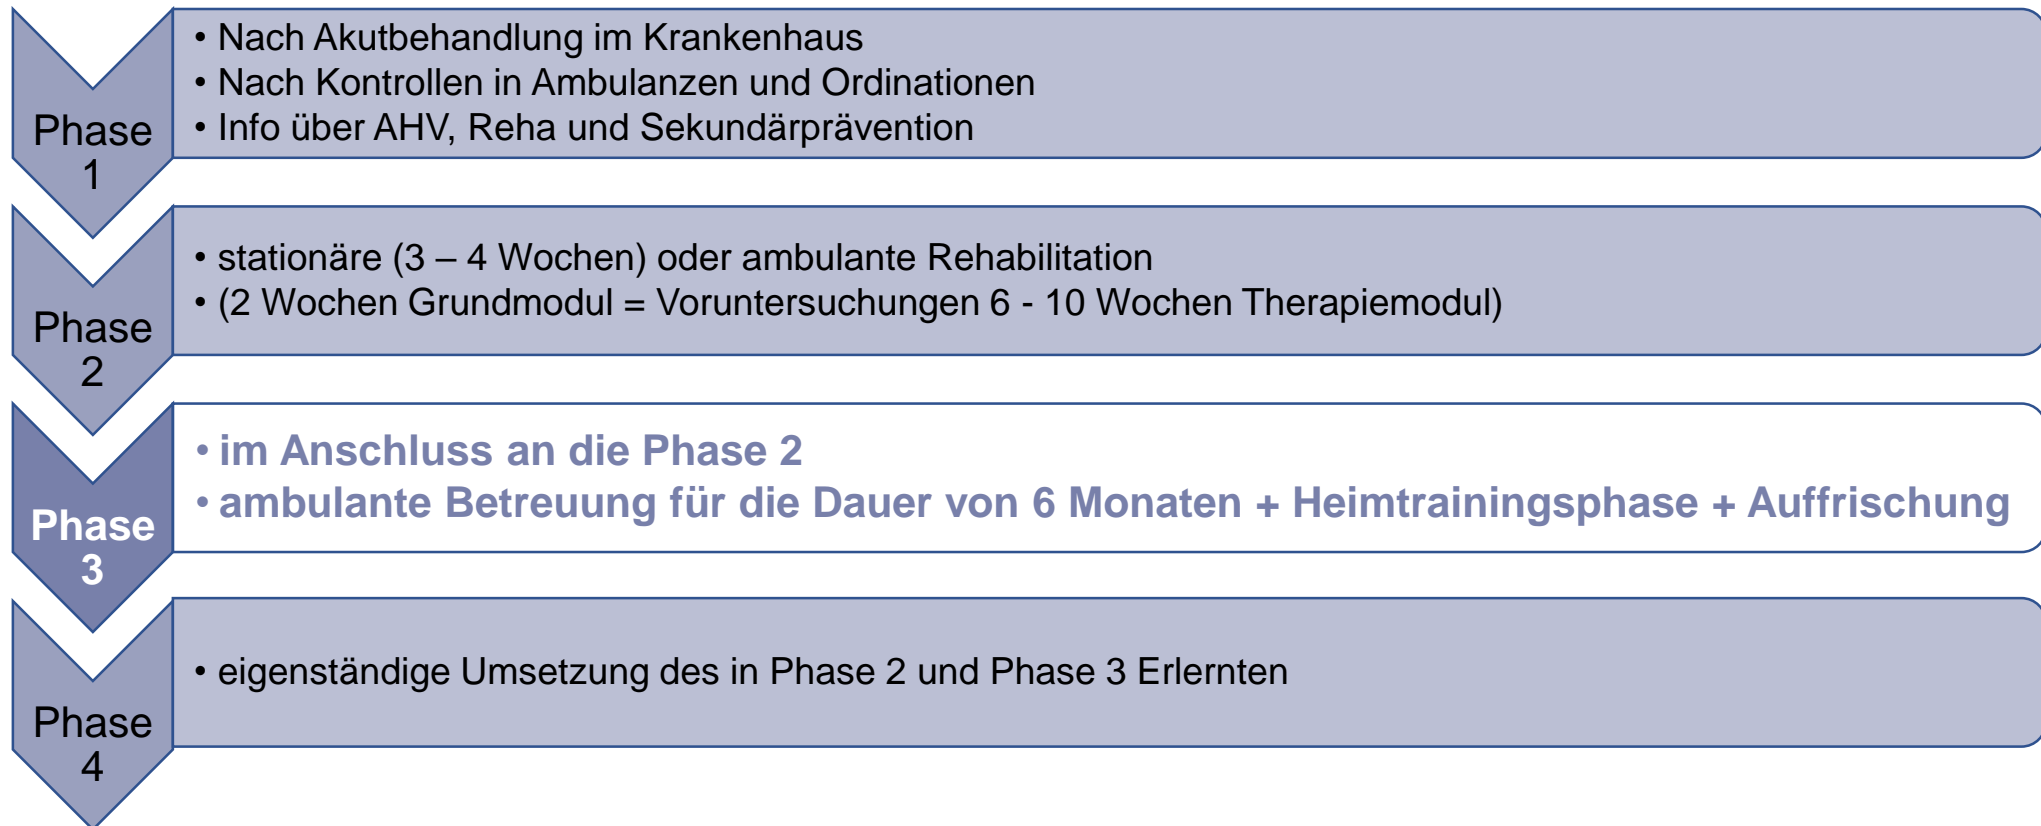 Phase
1
• Nach Akutbehandlung im Krankenhaus
• Nach Kontrollen in Ambulanzen und Ordinationen
• Info über AHV, Reha und Sekundärprävention
Phase
2
• stationäre (3 – 4 Wochen) oder ambulante Rehabilitation
• (2 Wochen Grundmodul = Voruntersuchungen 6 - 10 Wochen Therapiemodul)
Phase
3
• im Anschluss an die Phase 2
• ambulante Betreuung für die Dauer von 6 Monaten + Heimtrainingsphase + Auffrischung
Phase
4
• eigenständige Umsetzung des in Phase 2 und Phase 3 Erlernten